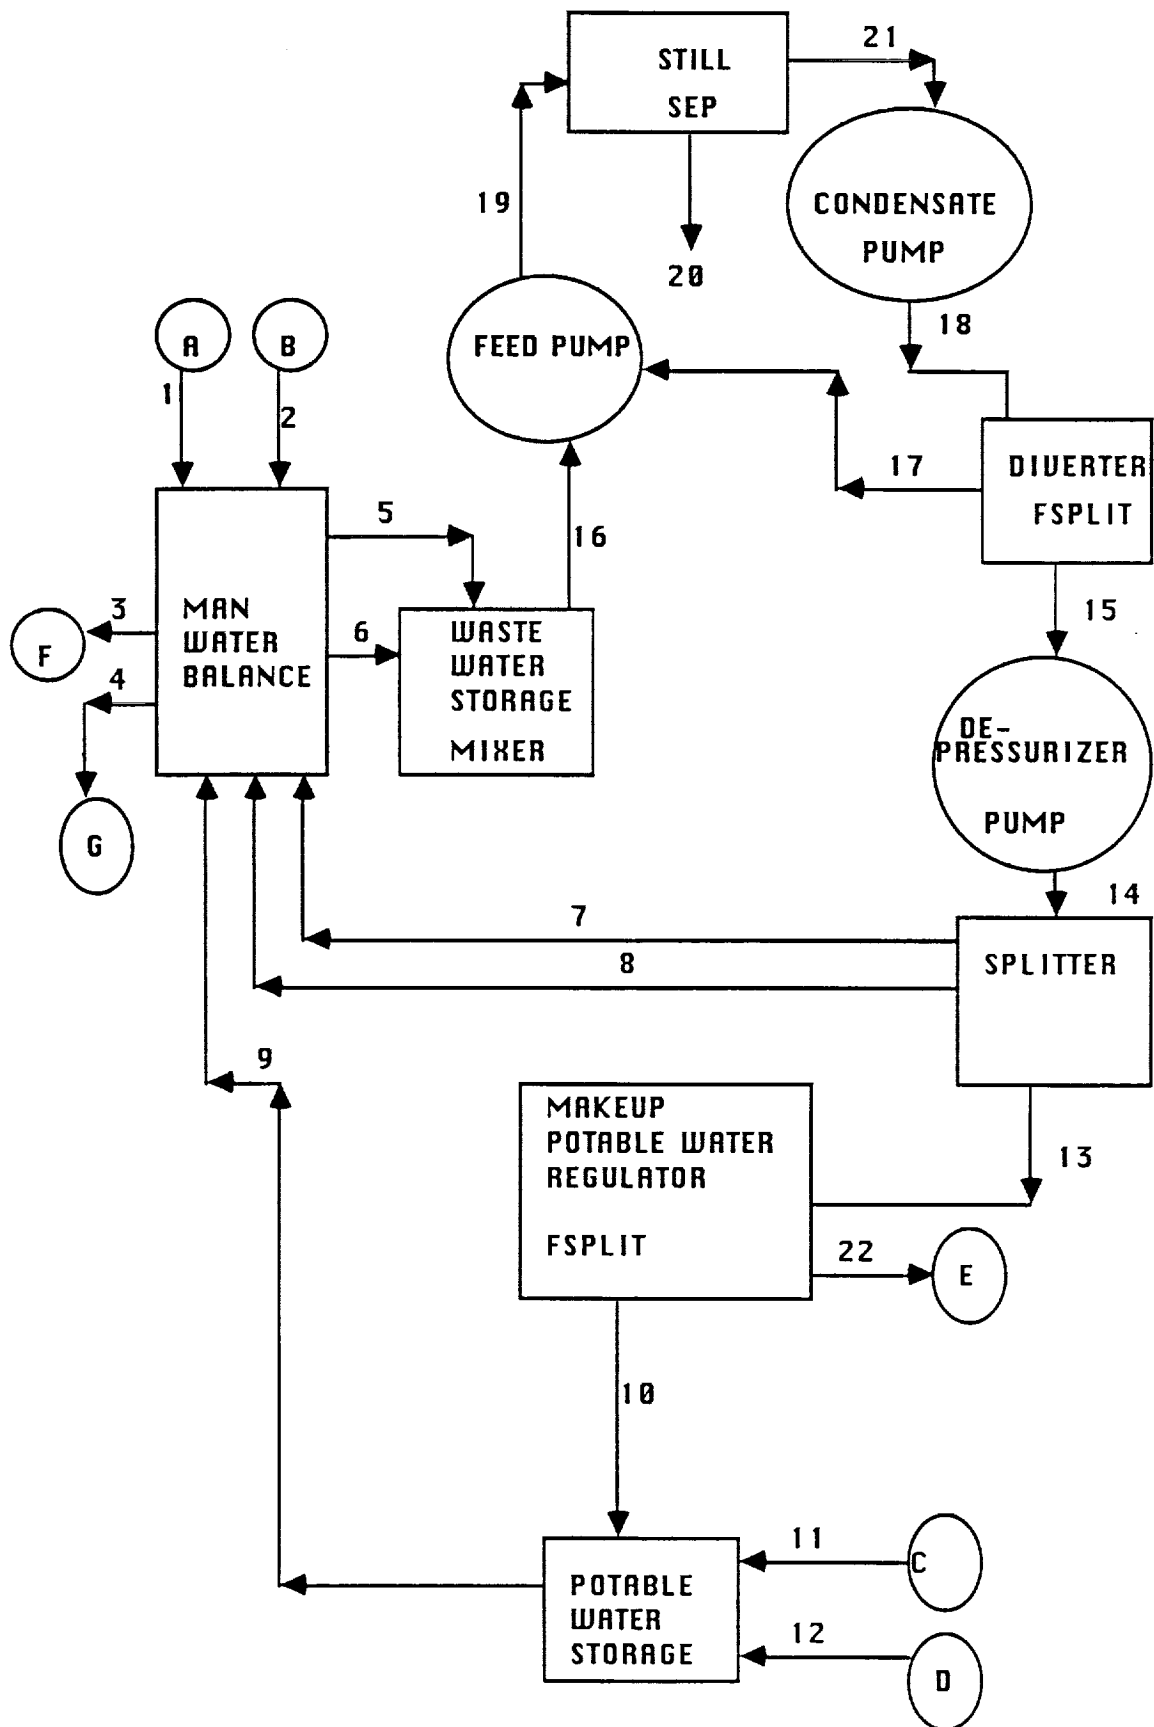 21
STILL
SEP
19
CONDENSATE
PUMP
20
18
A
B
FEED PUMP
1
2
17
DIVERTER
FSPLIT
5
16
3
MAN
WATER
BALANCE
6
WASTE
WATER
STORAGE
MIXER
15
F
4
DE-
PRESSURIZER
PUMP
G
14
7
8
SPLITTER
9
MAKEUP
POTABLE WATER
REGULATOR
FSPLIT
13
22
E
10
11
C
POTABLE
WATER
STORAGE
12
D